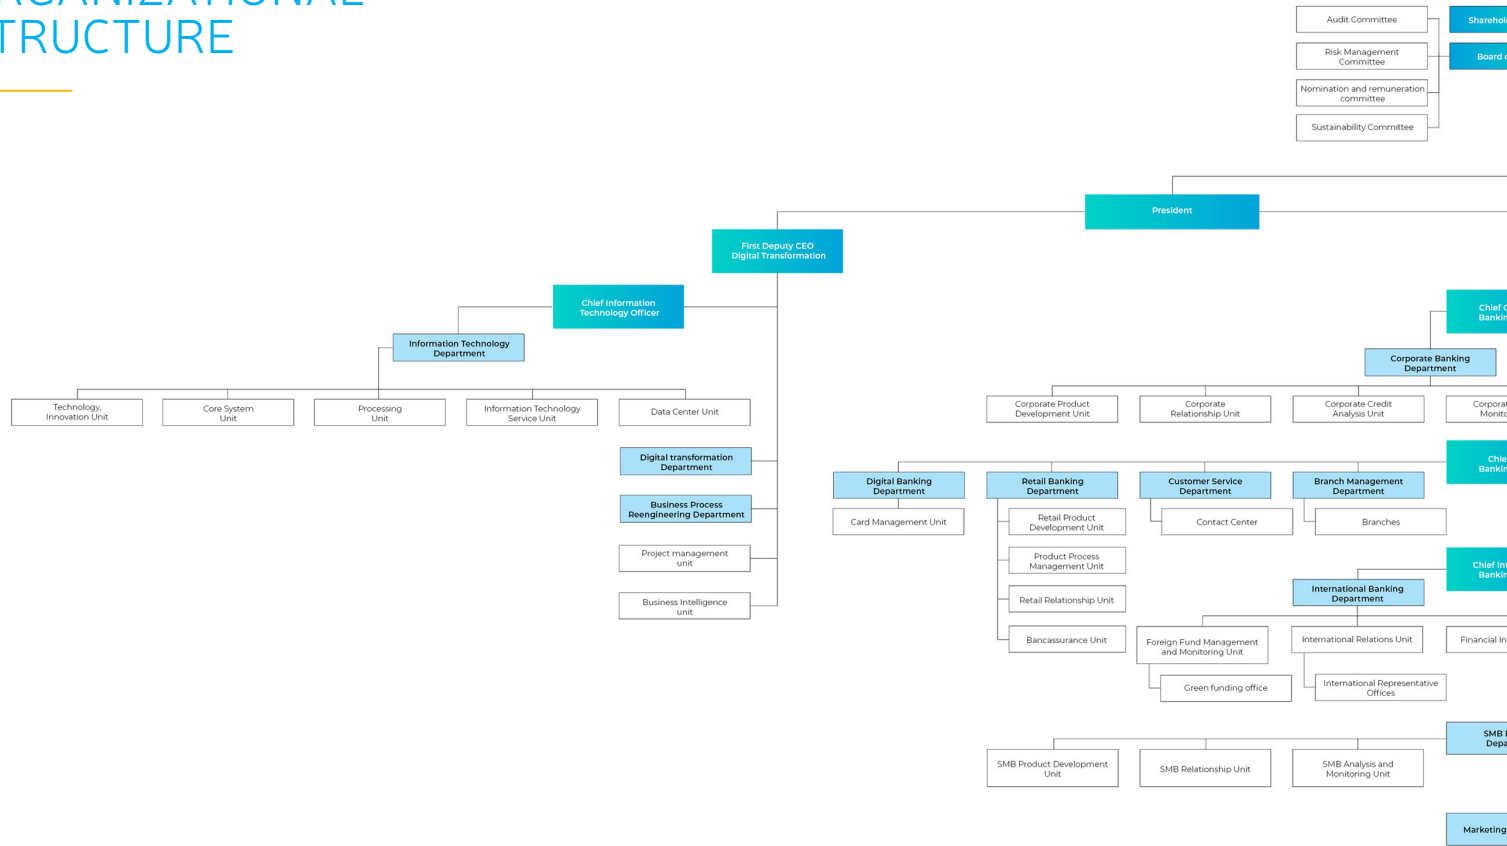 TRUCTURE
Audit Committee
Risk Management
Committee
Nomination and remuneration
committee
Sustainability Committee
Board
President
First Deputy CEO
Digital Transformation
Chief Information
Technology Officer
Information Technology
Department
Technology,
Innovation Unit
Core System
Unit
Processing
Unit
Information Technology
Service Unit
Data Center Unit
Digital transformation
Department
Business Process
Reengineering Department
Project management
unit
Business Intelligence
unit
Chief
Corporate Banking
Department
Corporate Product
Development Unit
Corporate
Relationship Unit
Corporate Credit
Analysis Unit
Digital Banking
Department
Card Management Unit
Retail Banking
Department
Retail Product
Development Unit
Product Process
Management Unit
Retail Relationship Unit
Bancassurance Unit
Customer Service
Department
Contact Center
Branch Management
Department
Branches
Chief
International Banking
Department
Foreign Fund Management
and Monitoring Unit
Green funding office
International Relations Unit
International Representative
Offices
Financial
SMB
SMB Product Development
Unit
SMB Relationship Unit
SMB Analysis and
Monitoring Unit
Marketing